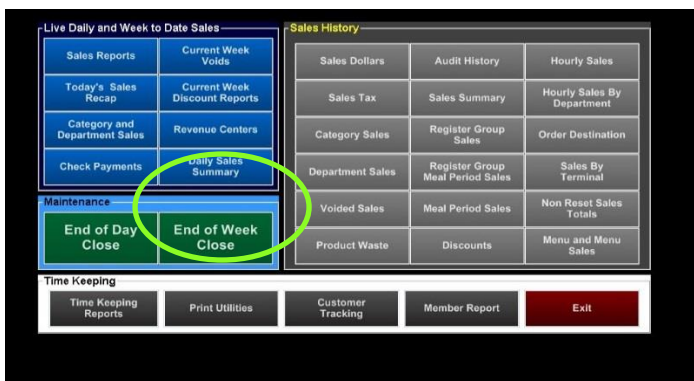 Live Daily and Week to Date Sales
Sales Reports
Current Week
Voids
Today's Sales
Recap
Current Week
Discount Reports
Category and
Department Sales
Revenue Centers
Check Payments
Daily Sales
Summary
Maintenance
End of Day
Close
End of Week
Close
Sales History
Sales Dollars
Audit History
Hourly Sales
Sales Tax
Sales Summary
Hourly Sales By
Department
Category Sales
Register Group
Sales
Order Destination
Department Sales
Register Group
Meal Period Sales
Sales By
Terminal
Voided Sales
Meal Period Sales
Non Reset Sales
Totals
Product Waste
Discounts
Menu and Menu
Sales
Time Keeping
Time Keeping
Reports
Print Utilities
Customer
Tracking
Member Report
Exit